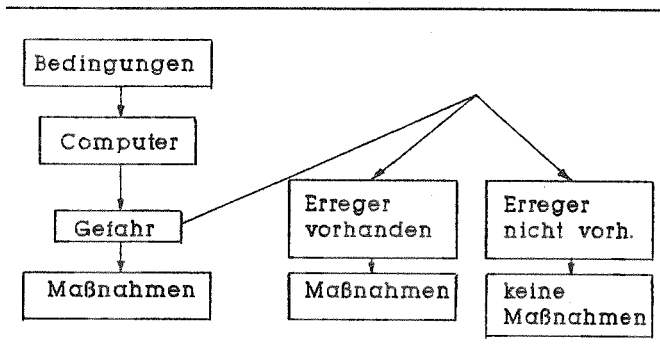 Bedingungen
Computer
Gefahr
Maßnahmen
Erreger
vorhanden
Maßnahmen
Erreger
nicht vorh.
keine
Maßnahmen